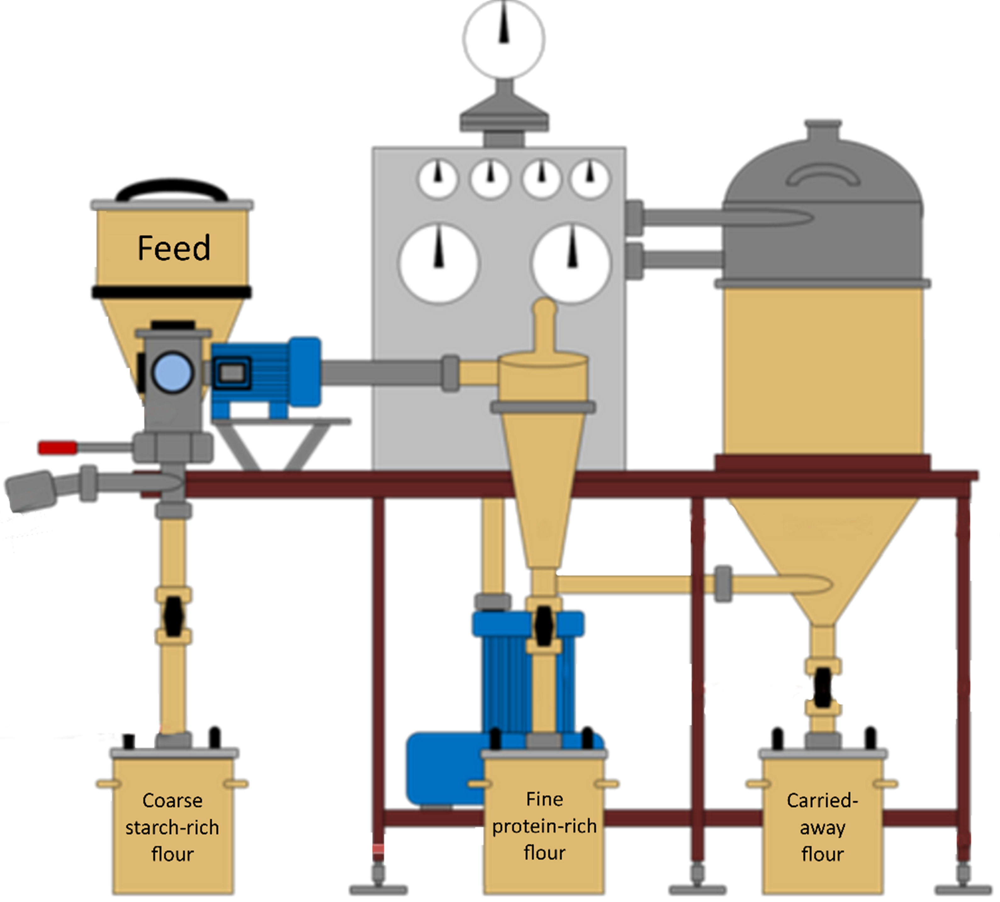 Feed
Coarse
starch-rich
flour
Fine
protein-rich
flour
Carried-
away
flour